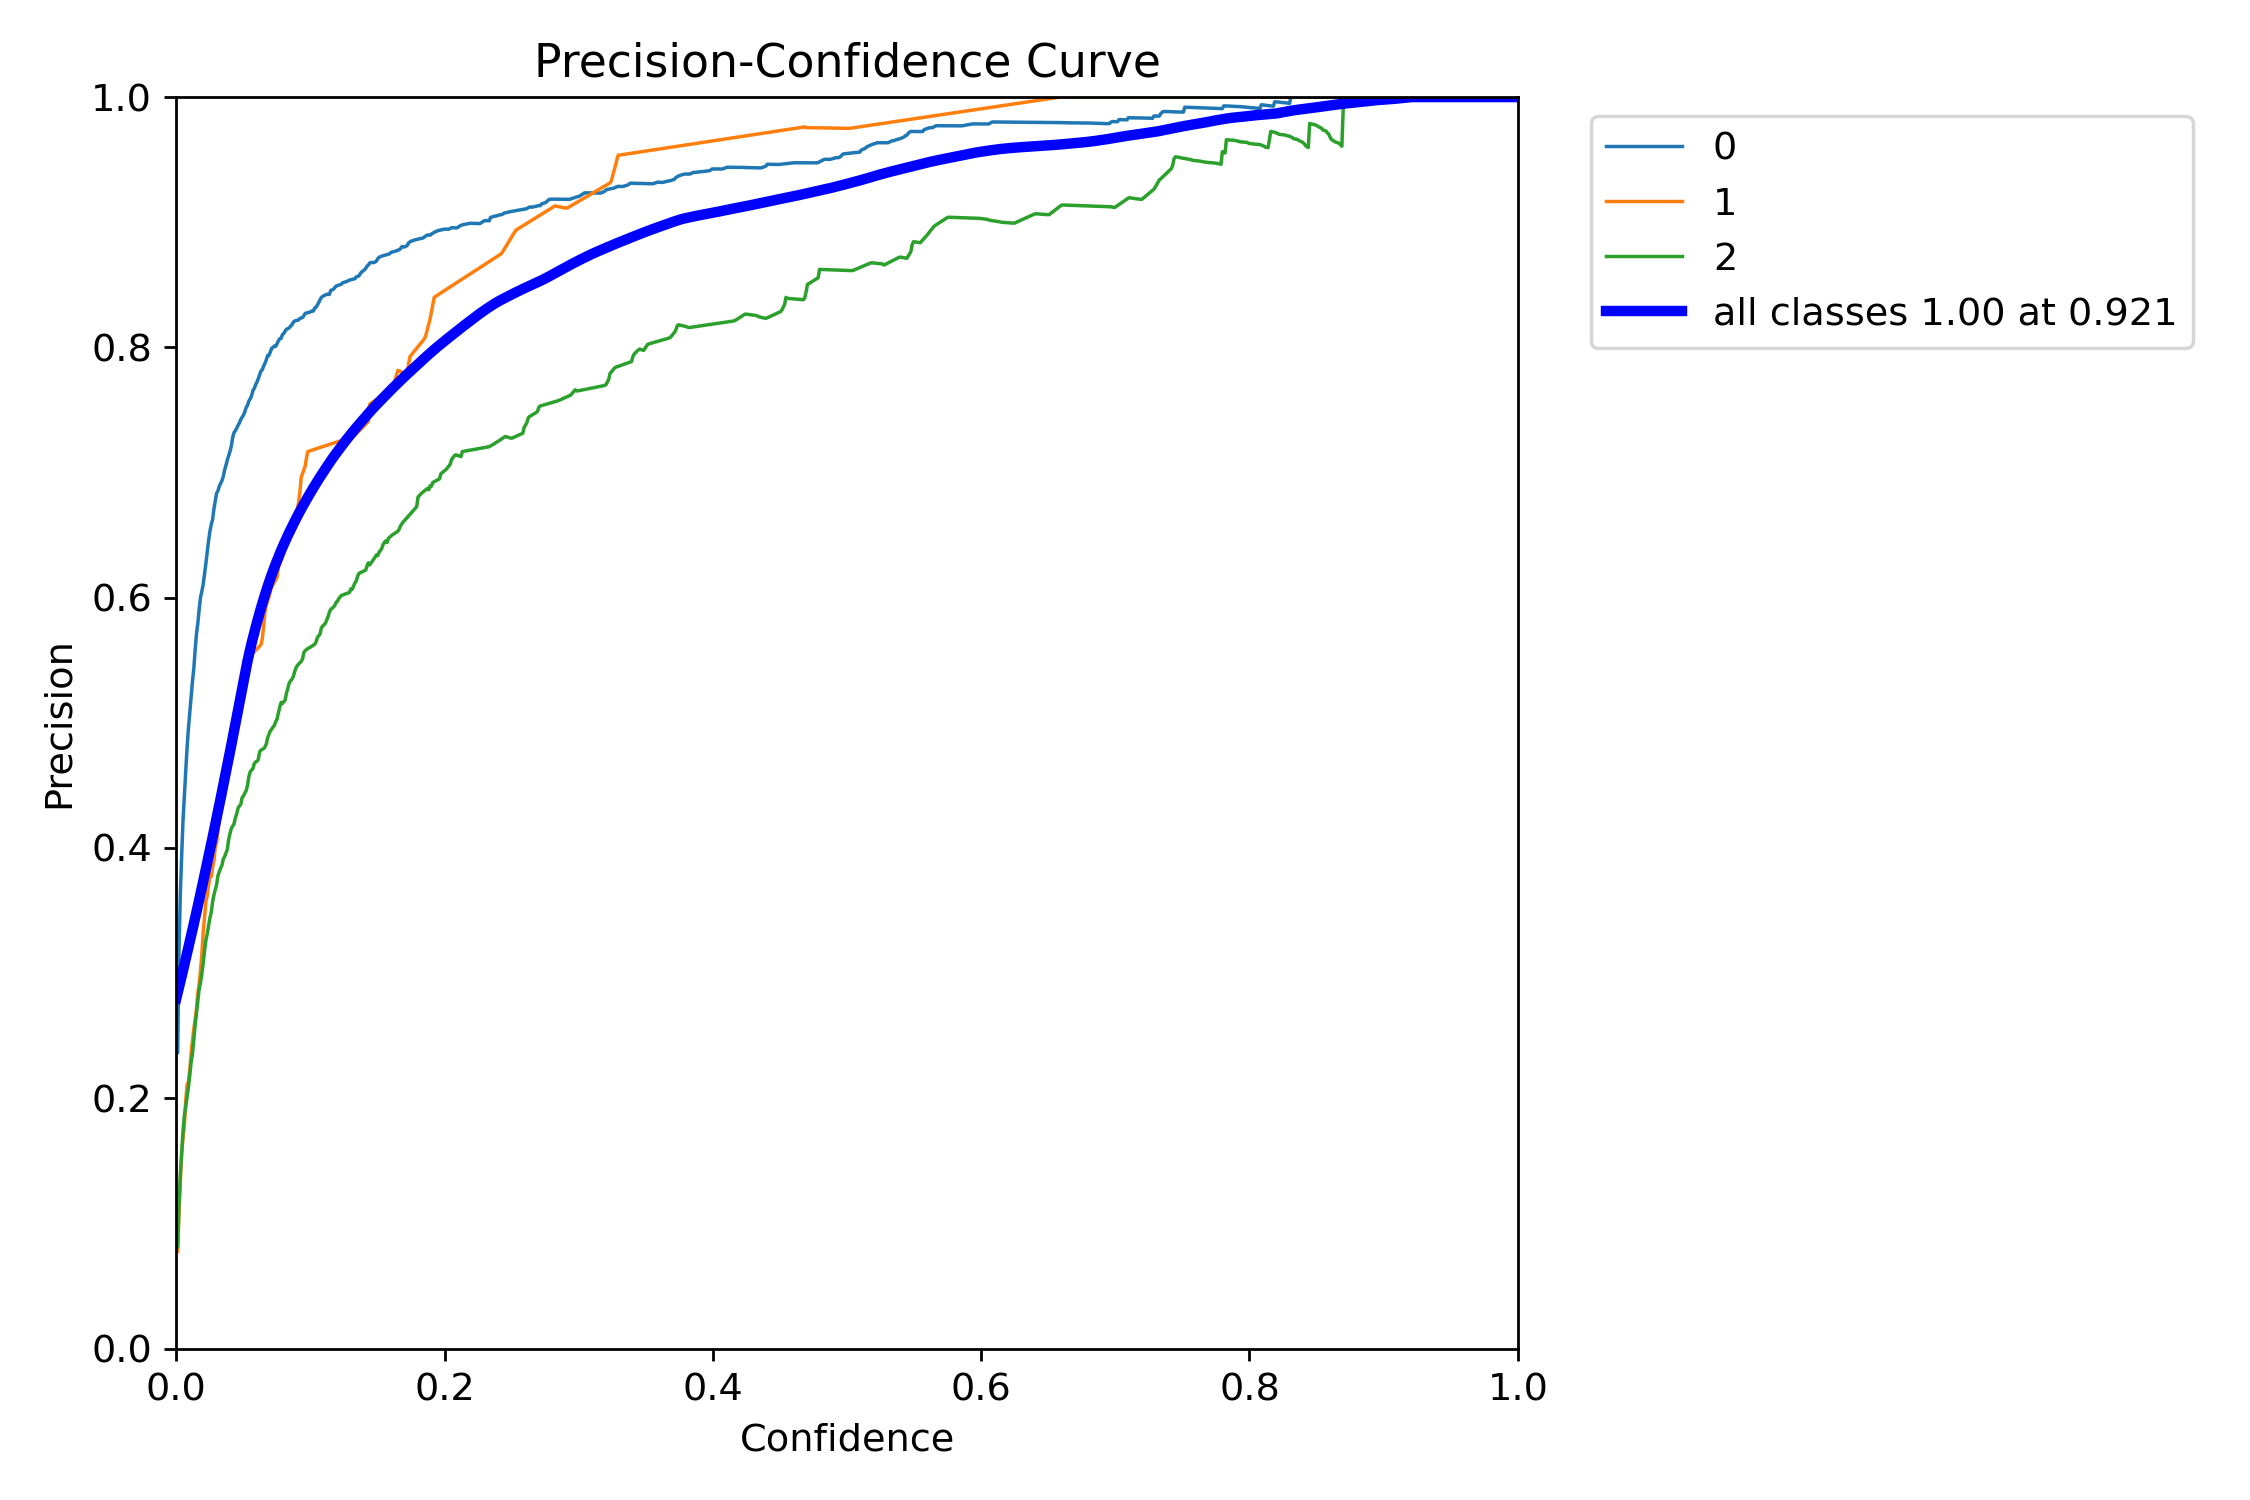 Precision-Confidence Curve
1.0
0.8
0.6
0.4
0.2
0.0
Precision
0.0 0.2 0.4 0.6 0.8 1.0
Confidence
0
1
2
all classes 1.00 at 0.921